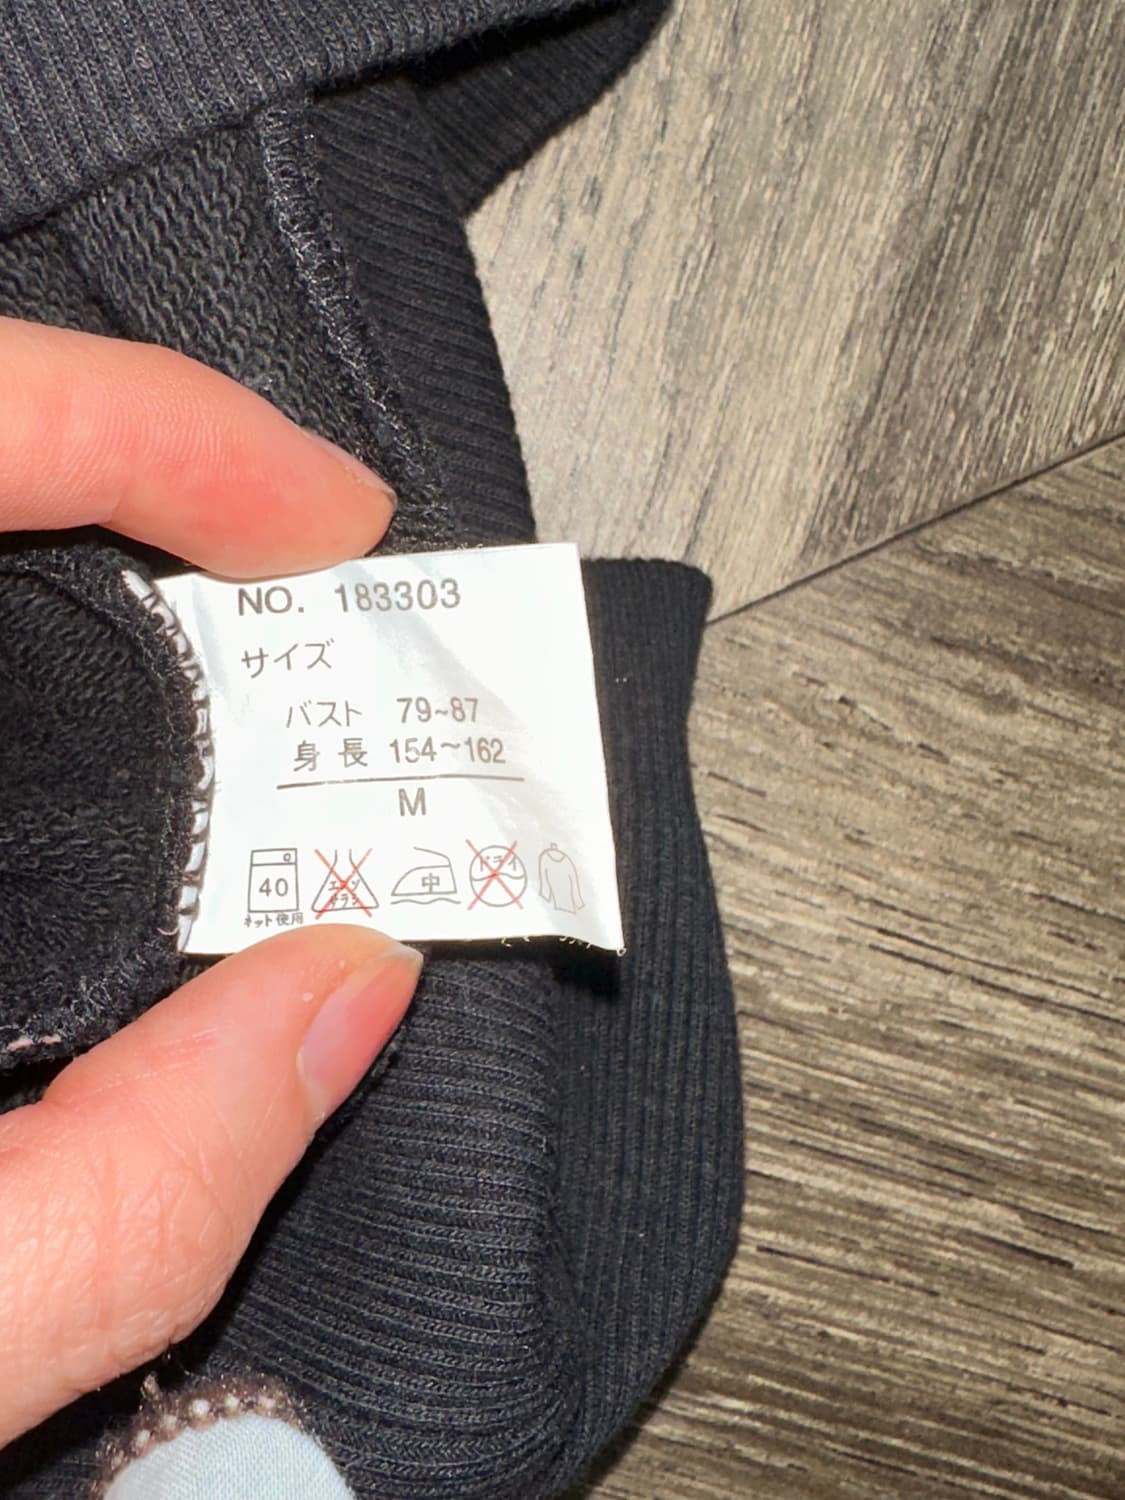 NO. 183303
サイズ
バスト 79~87
身長 154~162
M
40
エンソ
サラシ
中
ドライ
ネット使用